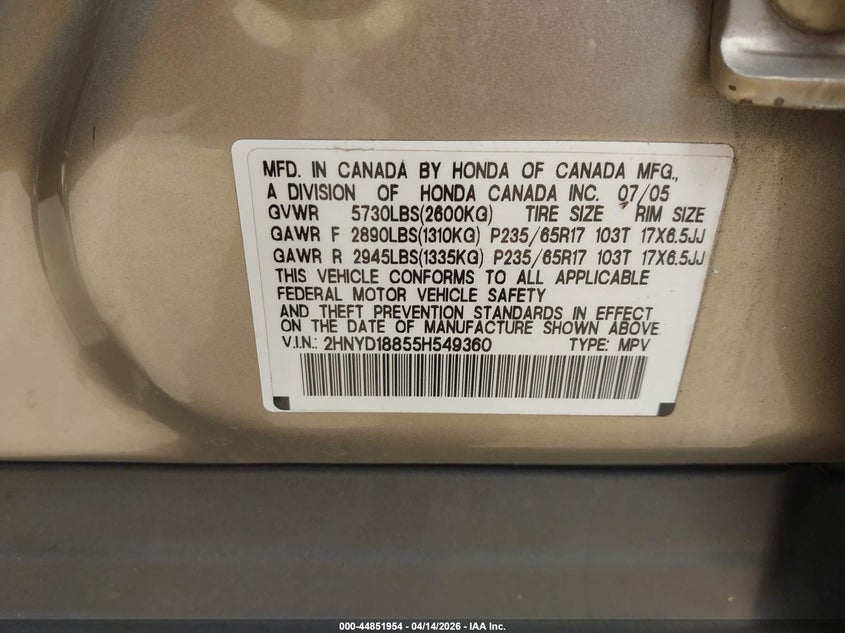 MFD. IN CANADA BY HONDA OF CANADA MFG.,
A DIVISION OF HONDA CANADA INC. 07/05
GVWR 5730LBS(2600KG) TIRE SIZE RIM SIZE
GAWR F 2890LBS(1310KG) P235/65R17 103T 17X6.5JJ
GAWR R 2945LBS(1335KG) P235/65R17 103T 17X6.5JJ
THIS VEHICLE CONFORMS TO ALL APPLICABLE
FEDERAL MOTOR VEHICLE SAFETY
AND THEFT PREVENTION STANDARDS IN EFFECT
ON THE DATE OF MANUFACTURE SHOWN ABOVE
V.I.N.: 2HNYD18855H549360 TYPE: MPV
000-44851954 - 04/14/2026 - IAA Inc.